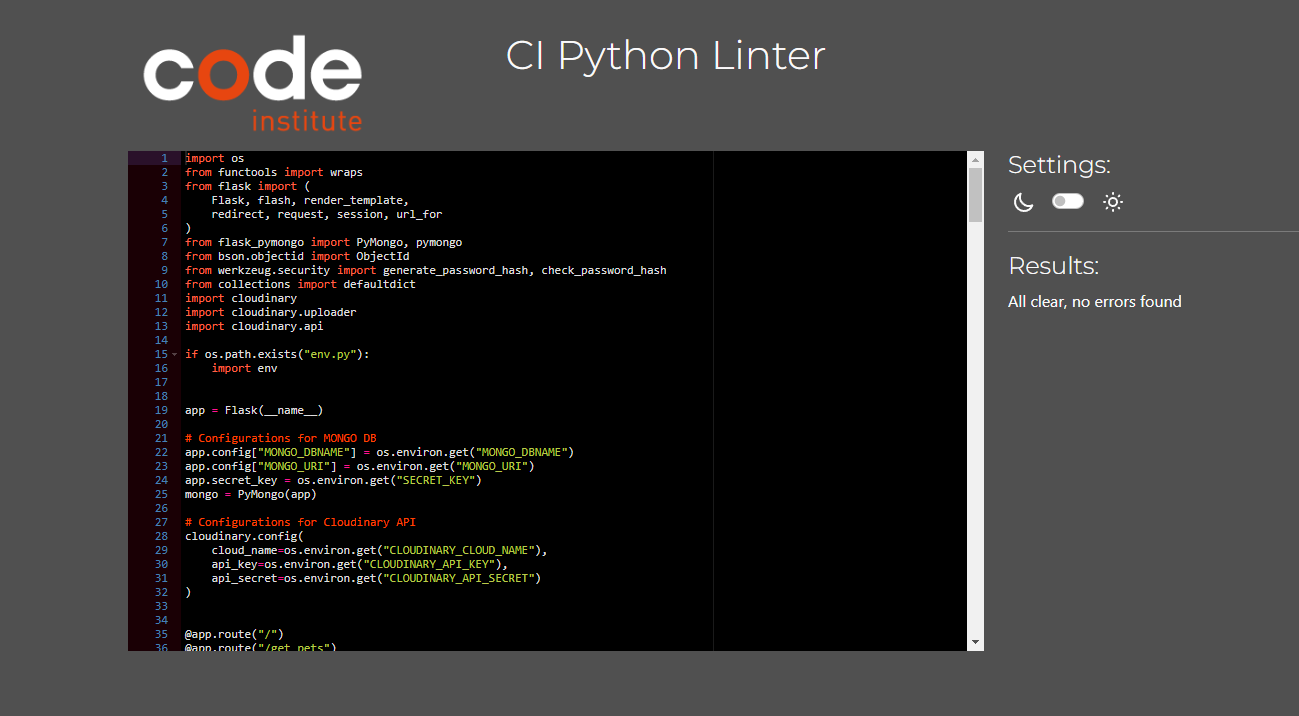 code
institute
CI Python Linter
1 import os
2 from functools import wraps
3 from flask import (
4     Flask, flash, render_template,
5     redirect, request, session, url_for
6 )
7 from flask_pymongo import PyMongo, pymongo
8 from bson.objectid import ObjectId
9 from werkzeug.security import generate_password_hash, check_password_hash
10 from collections import defaultdict
11 import cloudinary
12 import cloudinary.uploader
13 import cloudinary.api
14
15 if os.path.exists("env.py"):
16     import env
17
18
19 app = Flask(__name__)
20
21 # Configurations for MONGO DB
22 app.config["MONGO_DBNAME"] = os.environ.get("MONGO_DBNAME")
23 app.config["MONGO_URI"] = os.environ.get("MONGO_URI")
24 app.secret_key = os.environ.get("SECRET_KEY")
25 mongo = PyMongo(app)
26
27 # Configurations for Cloudinary API
28 cloudinary.config(
29     cloud_name=os.environ.get("CLOUDINARY_CLOUD_NAME"),
30     api_key=os.environ.get("CLOUDINARY_API_KEY"),
31     api_secret=os.environ.get("CLOUDINARY_API_SECRET")
32 )
33
34
35 @app.route("/")
36 @app.route("/get_pets")
Settings:
Results:
All clear, no errors found